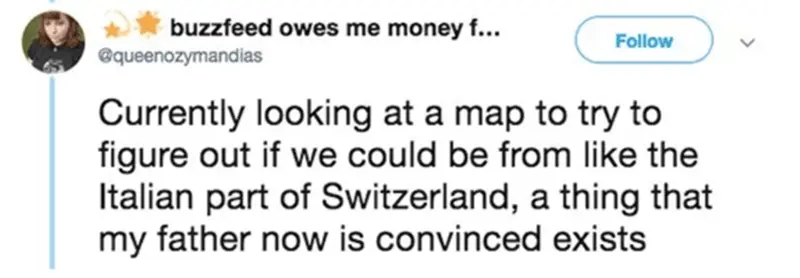 buzzfeed owes me money f...
@queenozymandias
Follow
Currently looking at a map to try to
figure out if we could be from like the
Italian part of Switzerland, a thing that
my father now is convinced exists